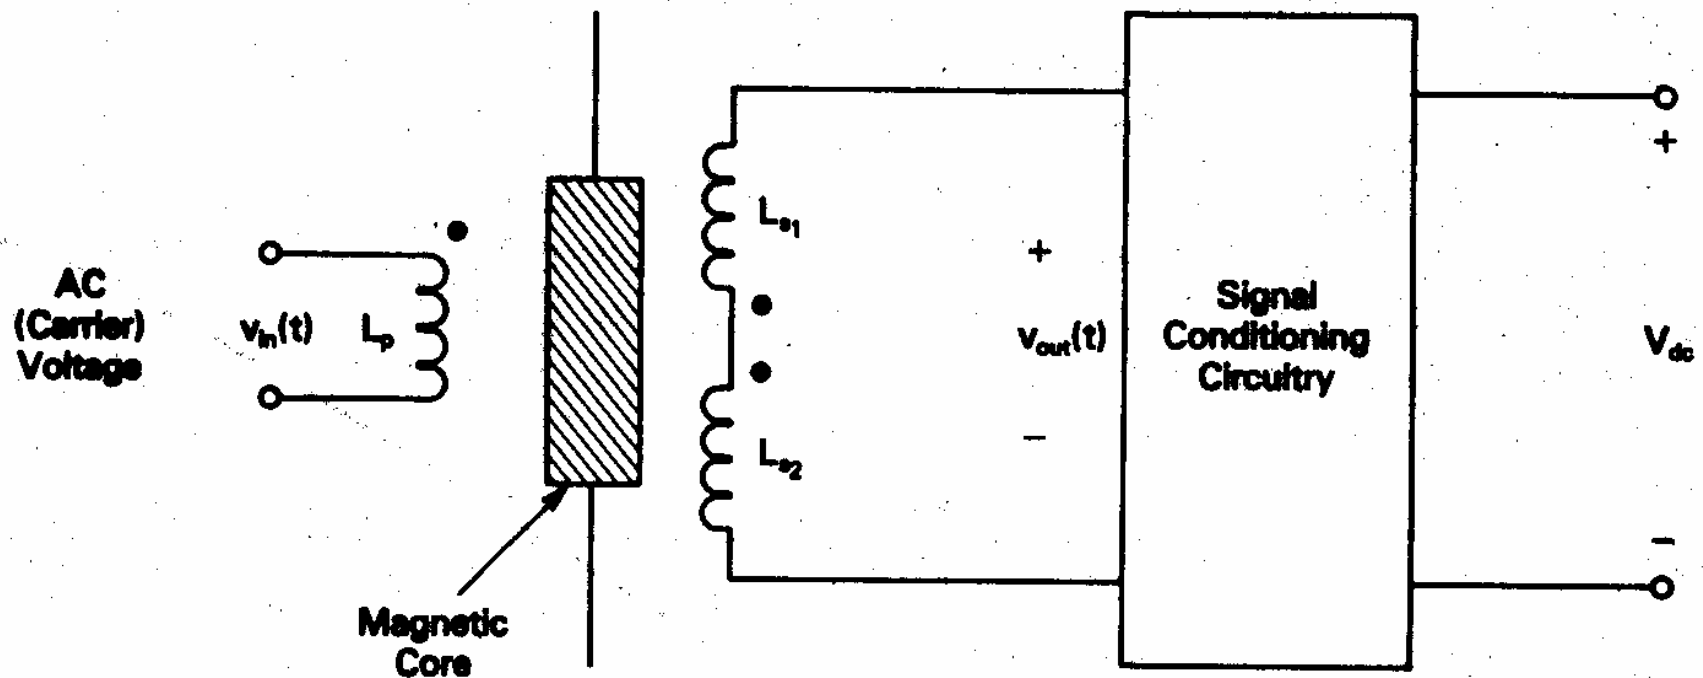 AC
(Carrier)
Voltage
v_in(t)
L_p
Magnetic
Core
L_s1
L_s2
+
v_out(t)
−
Signal
Conditioning
Circuitry
+
V_dc
−